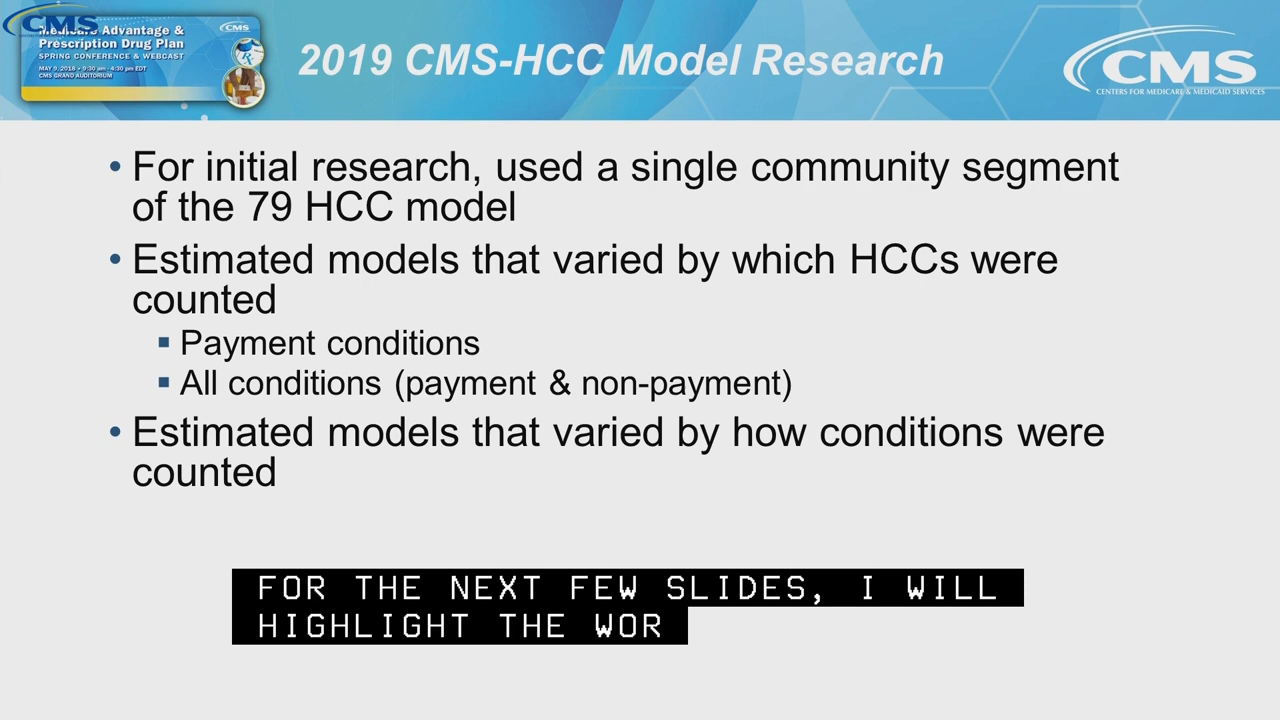 CMS
Medicare Advantage &
Prescription Drug Plan
SPRING CONFERENCE & WEBCAST
MAY 9, 2018 • 9:30 am - 4:30 pm EDT
CMS GRAND AUDITORIUM
CMS
2019 CMS-HCC Model Research
CMS
CENTERS FOR MEDICARE & MEDICAID SERVICES
• For initial research, used a single community segment
of the 79 HCC model
• Estimated models that varied by which HCCs were
counted
▪ Payment conditions
▪ All conditions (payment & non-payment)
• Estimated models that varied by how conditions were
counted
FOR THE NEXT FEW SLIDES, I WILL
HIGHLIGHT THE WOR